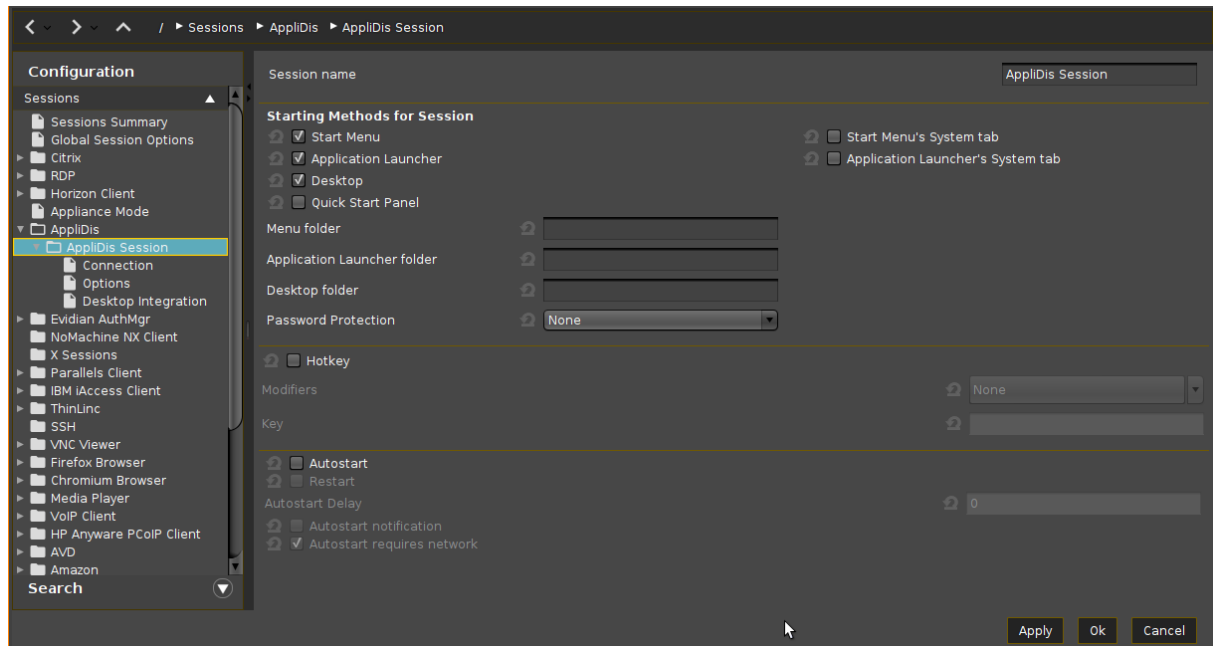 / Sessions AppliDis AppliDis Session
Configuration
Sessions
Sessions Summary
Global Session Options
Citrix
RDP
Horizon Client
Appliance Mode
AppliDis
AppliDis Session
Connection
Options
Desktop Integration
Evidian AuthMgr
NoMachine NX Client
X Sessions
Parallels Client
IBM iAccess Client
ThinLinc
SSH
VNC Viewer
Firefox Browser
Chromium Browser
Media Player
VoIP Client
HP Anyware PCoIP Client
AVD
Amazon
Search
Session name AppliDis Session
Starting Methods for Session
Start Menu Start Menu's System tab
Application Launcher Application Launcher's System tab
Desktop
Quick Start Panel
Menu folder
Application Launcher folder
Desktop folder
Password Protection None
Hotkey
Modifiers None
Key
Autostart
Restart
Autostart Delay 0
Autostart notification
Autostart requires network
Apply Ok Cancel